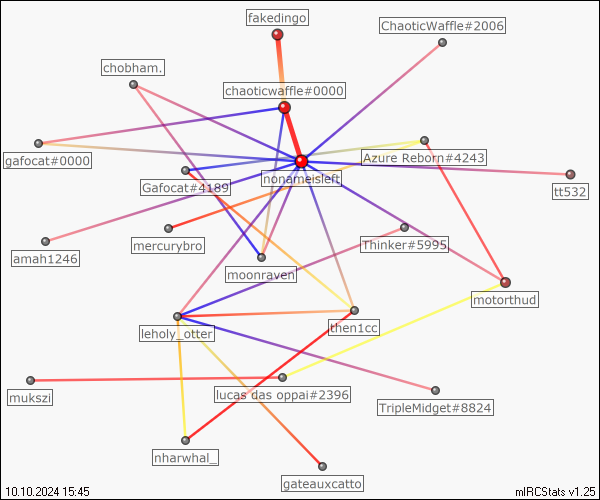 fakedingo
ChaoticWaffle#2006
chobham.
chaoticwaffle#0000
gafocat#0000
Azure Reborn#4243
nonameisleft
Gafocat#4189
tt532
amah1246
mercurybro
Thinker#5995
moonraven
motorthud
leholy_otter
then1cc
mukszi
lucas das oppai#2396
TripleMidget#8824
nharwhal_
gateauxcatto
10.10.2024 15:45
mIRCStats v1.25